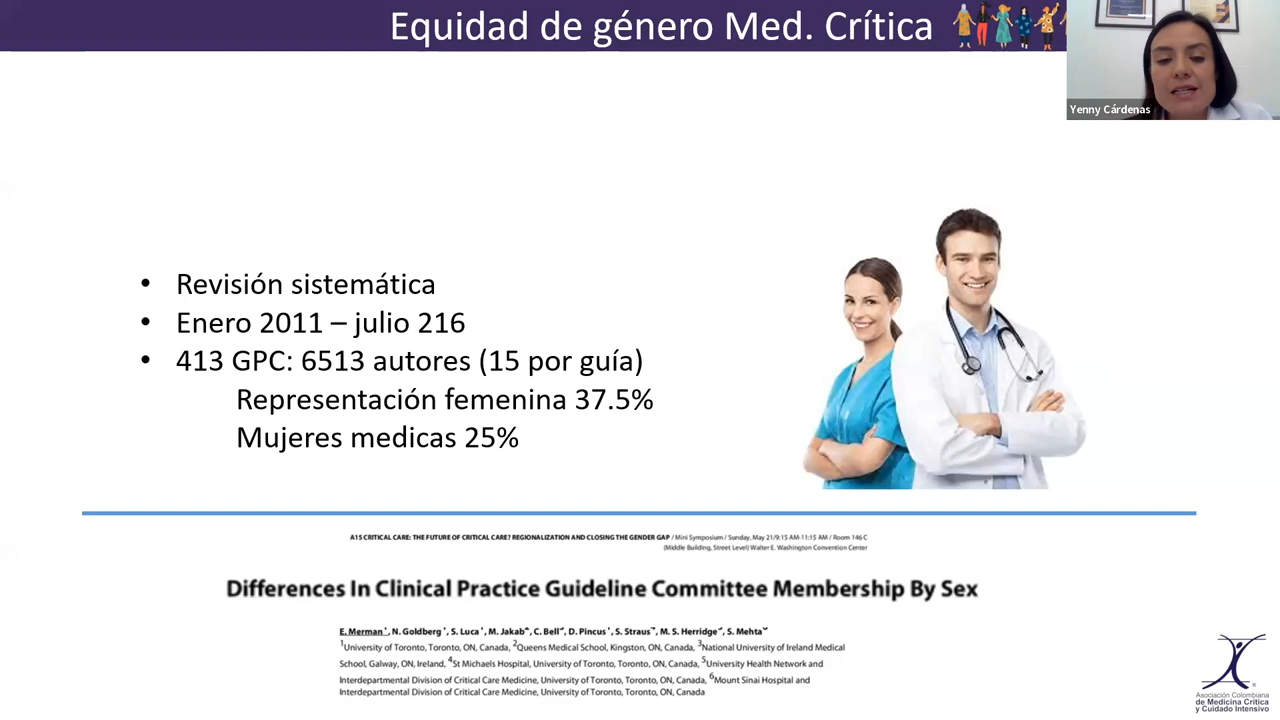 Equidad de género Med. Crítica
Yenny Cárdenas
• Revisión sistemática
• Enero 2011 – julio 216
• 413 GPC: 6513 autores (15 por guía)
Representación femenina 37.5%
Mujeres medicas 25%
A15 CRITICAL CARE: THE FUTURE OF CRITICAL CARE? REGIONALIZATION AND CLOSING THE GENDER GAP / Mini Symposium / Sunday, May 21/9:15 AM-11:15 AM / Room 146 C
(Middle Building, Street Level) Walter E. Washington Convention Center
Differences In Clinical Practice Guideline Committee Membership By Sex
E. Merman, N. Goldberg, S. Luca, M. Jakab, C. Bell, D. Pincus, S. Straus, M. S. Herridge, S. Mehta
1University of Toronto, Toronto, ON, Canada, 2Queens Medical School, Kingston, ON, Canada, 3National University of Ireland Medical
School, Galway, ON, Ireland, 4St Michaels Hospital, University of Toronto, Toronto, ON, Canada, 5University Health Network and
Interdepartmental Division of Critical Care Medicine, University of Toronto, Toronto, ON, Canada, 6Mount Sinai Hospital and
Interdepartmental Division of Critical Care Medicine, University of Toronto, Toronto, ON, Canada
Asociación Colombiana
de Medicina Crítica
y Cuidado Intensivo